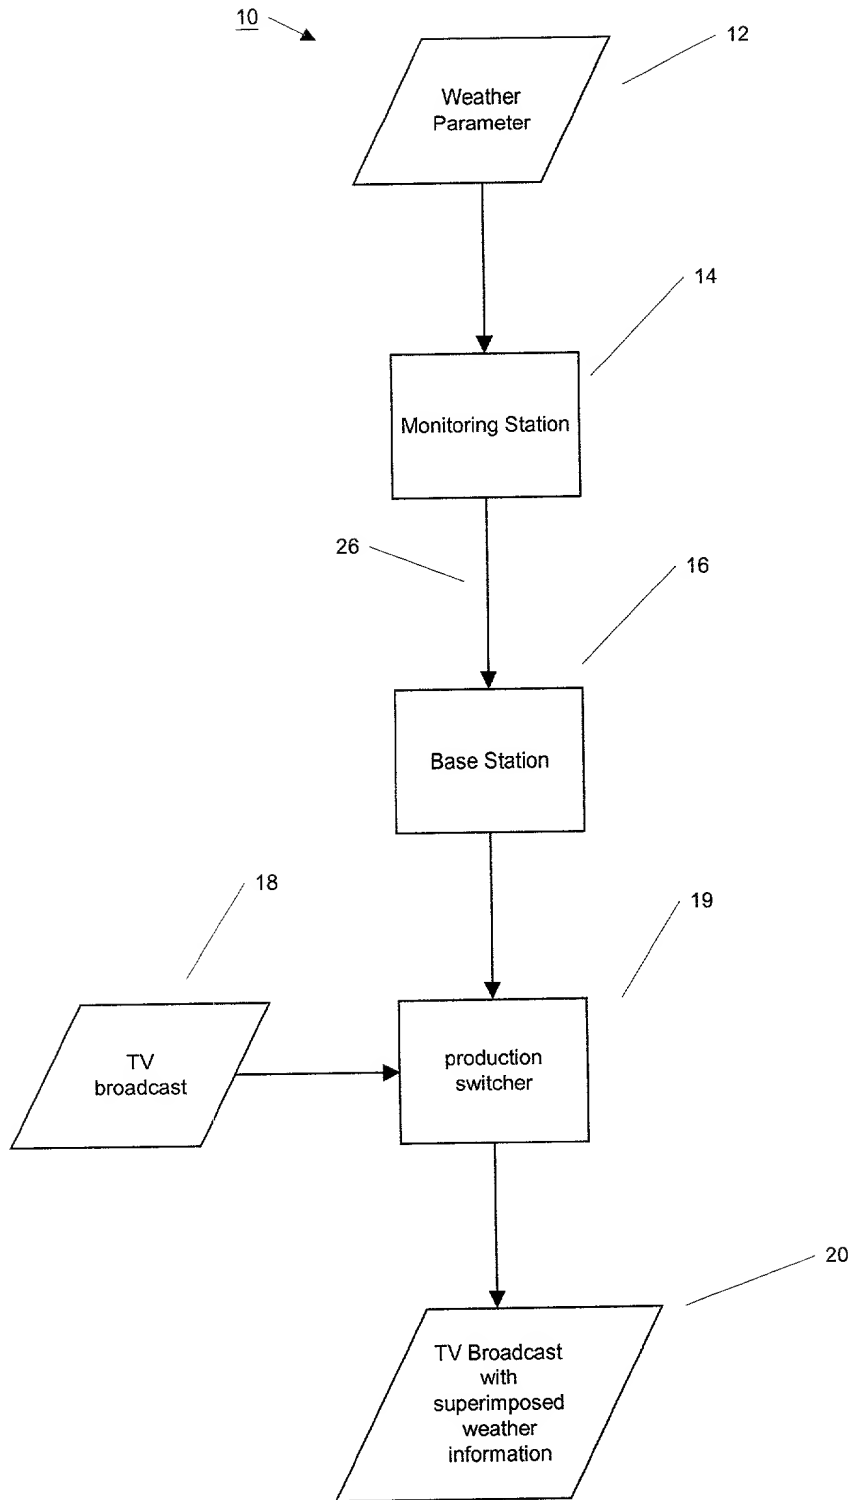 10
12
Weather
Parameter
14
Monitoring Station
26
16
Base Station
18
19
TV
broadcast
production
switcher
20
TV Broadcast
with
superimposed
weather
information